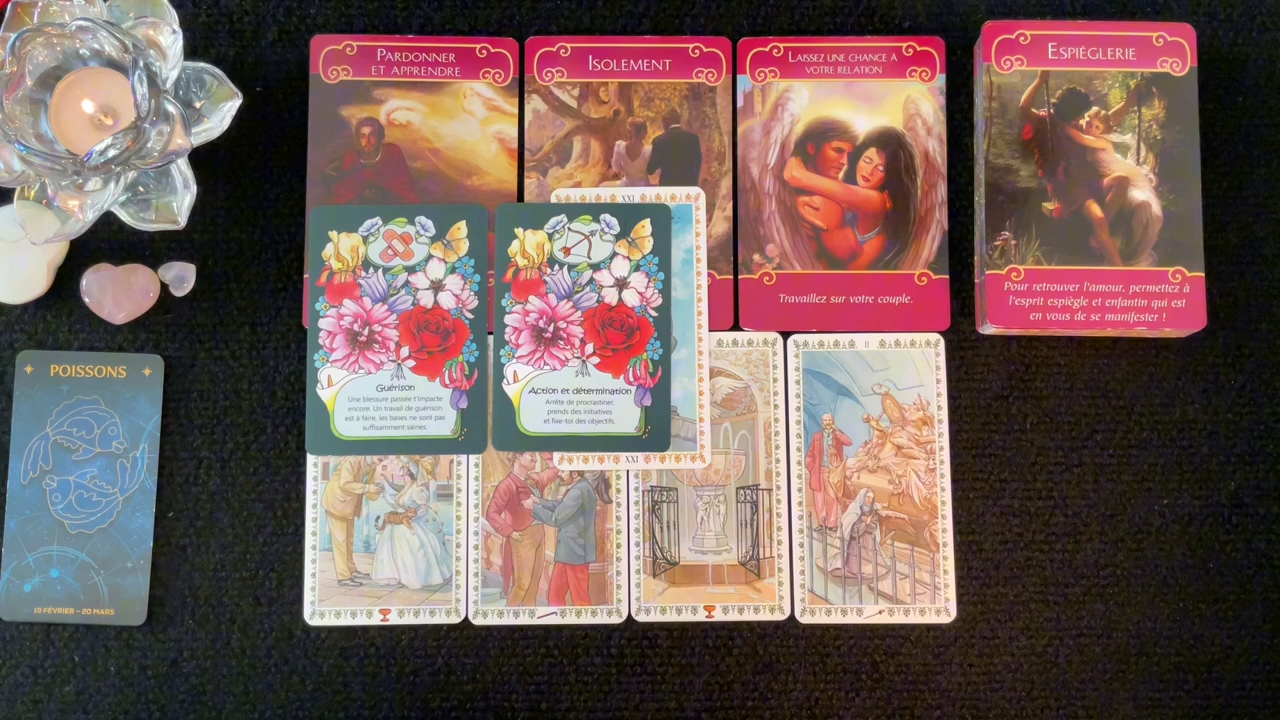 PARDONNER
ET APPRENDRE
ISOLEMENT
LAISSEZ UNE CHANCE À
VOTRE RELATION
Travaillez sur votre couple.
ESPIÈGLERIE
Pour retrouver l'amour, permettez à
l'esprit espiègle et enfantin qui est
en vous de se manifester !
XXI
Guérison
Une blessure passée t'impacte
encore. Un travail de guérison
est à faire, les bases ne sont pas
suffisamment saines.
Action et détermination
Arrête de procrastiner,
prends des initiatives
et fixe-toi des objectifs.
XXI
8
POISSONS
19 FÉVRIER - 20 MARS